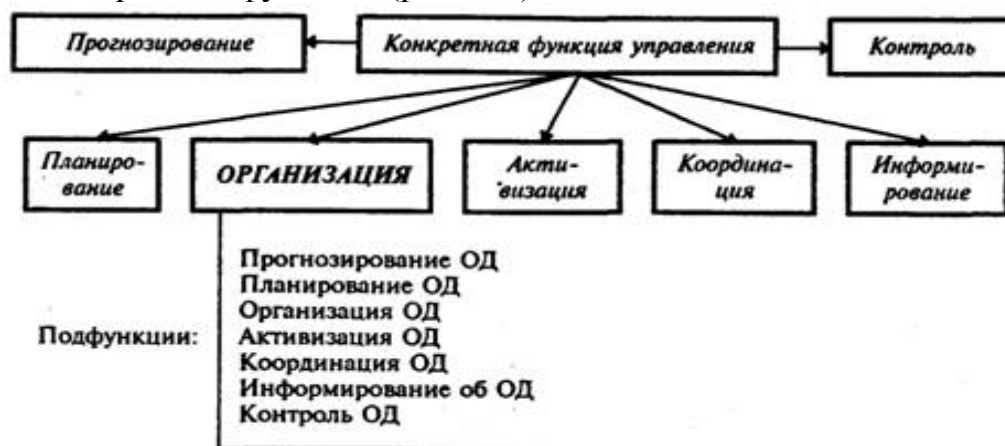 Прогнозирование
Конкретная функция управления
Контроль
Планиро-
вание
ОРГАНИЗАЦИЯ
Акти-
визация
Координа-
ция
Информи-
рование
Прогнозирование ОД
Планирование ОД
Организация ОД
Подфункции:
Активизация ОД
Координация ОД
Информирование об ОД
Контроль ОД